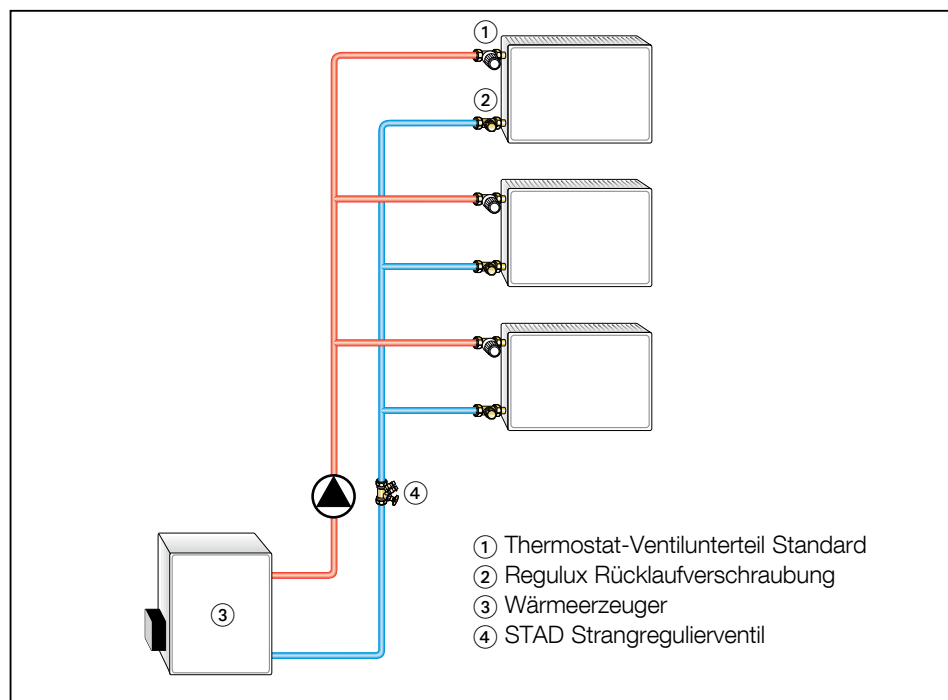 ①
②
④
③
① Thermostat-Ventilunterteil Standard
② Regulux Rücklaufverschraubung
③ Wärmeerzeuger
④ STAD Strangregulierventil